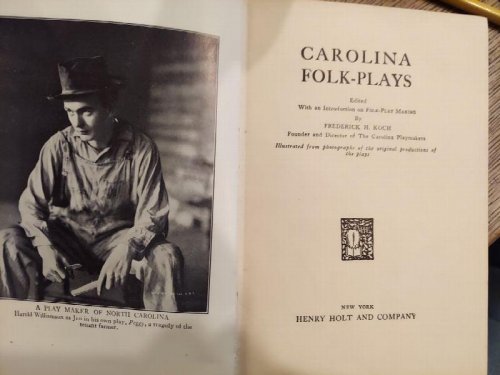 A PLAY MAKER OF NORTH CAROLINA
Harold Williamson as Jed in his own play, Peggy, a tragedy of the
tenant farmer.
CAROLINA
FOLK-PLAYS
Edited
With an Introduction on FOLK-PLAY MAKING
By
FREDERICK H. KOCH
Founder and Director of The Carolina Playmakers
Illustrated from photographs of the original productions of
the plays
NEW YORK
HENRY HOLT AND COMPANY